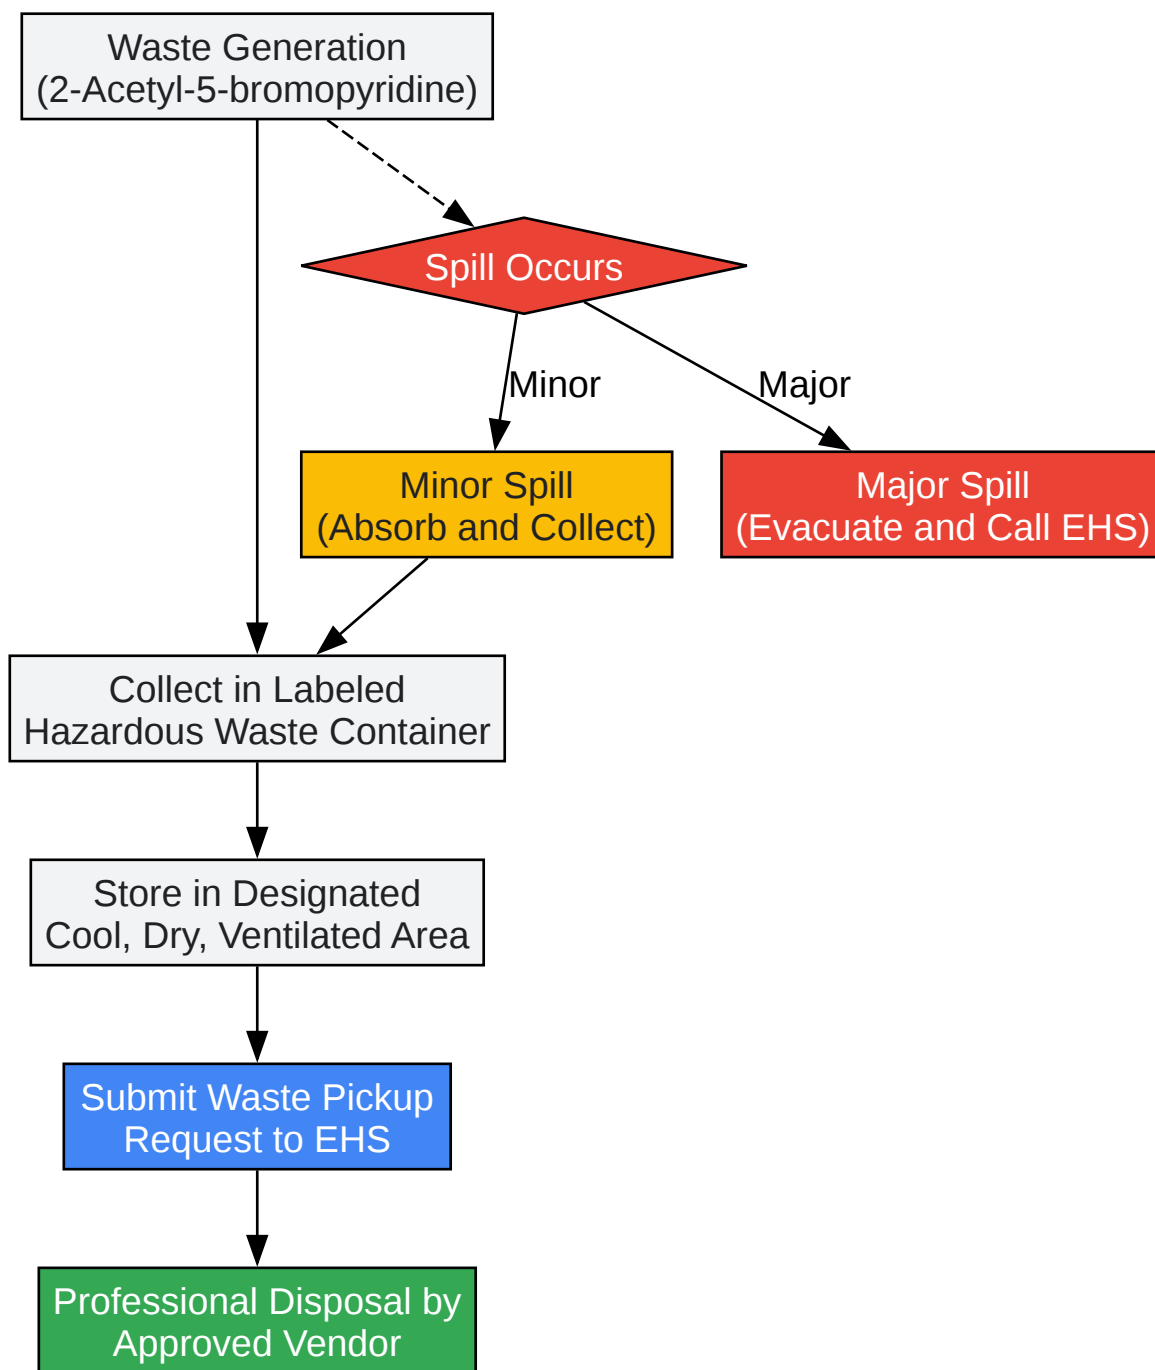 Waste Generation
(2-Acetyl-5-bromopyridine)
Spill Occurs
Minor
Major
Minor Spill
(Absorb and Collect)
Major Spill
(Evacuate and Call EHS)
Collect in Labeled
Hazardous Waste Container
Store in Designated
Cool, Dry, Ventilated Area
Submit Waste Pickup
Request to EHS
Professional Disposal by
Approved Vendor